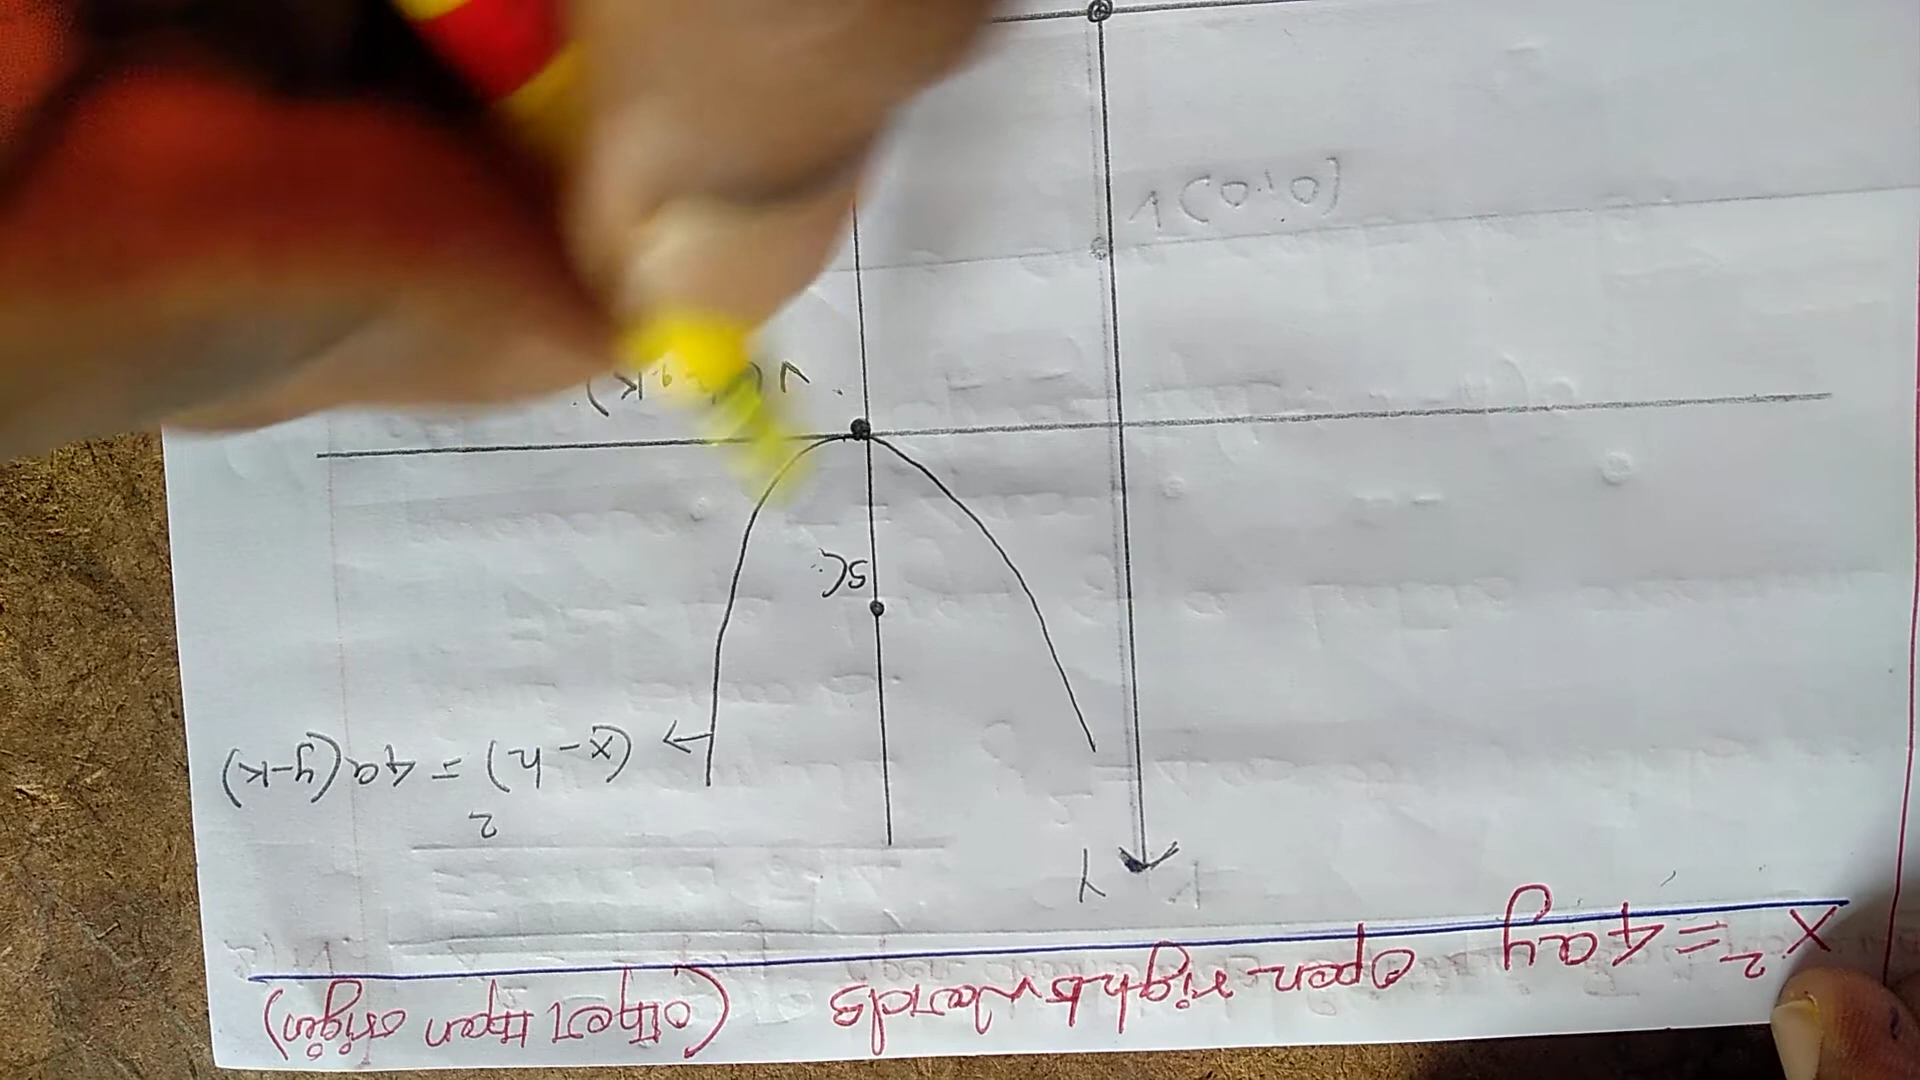 x² = 4ay open rightwards (other than origin)
Y
(x-h)² = 4a(y-k)
S(
V(h,k)
V(0,0)